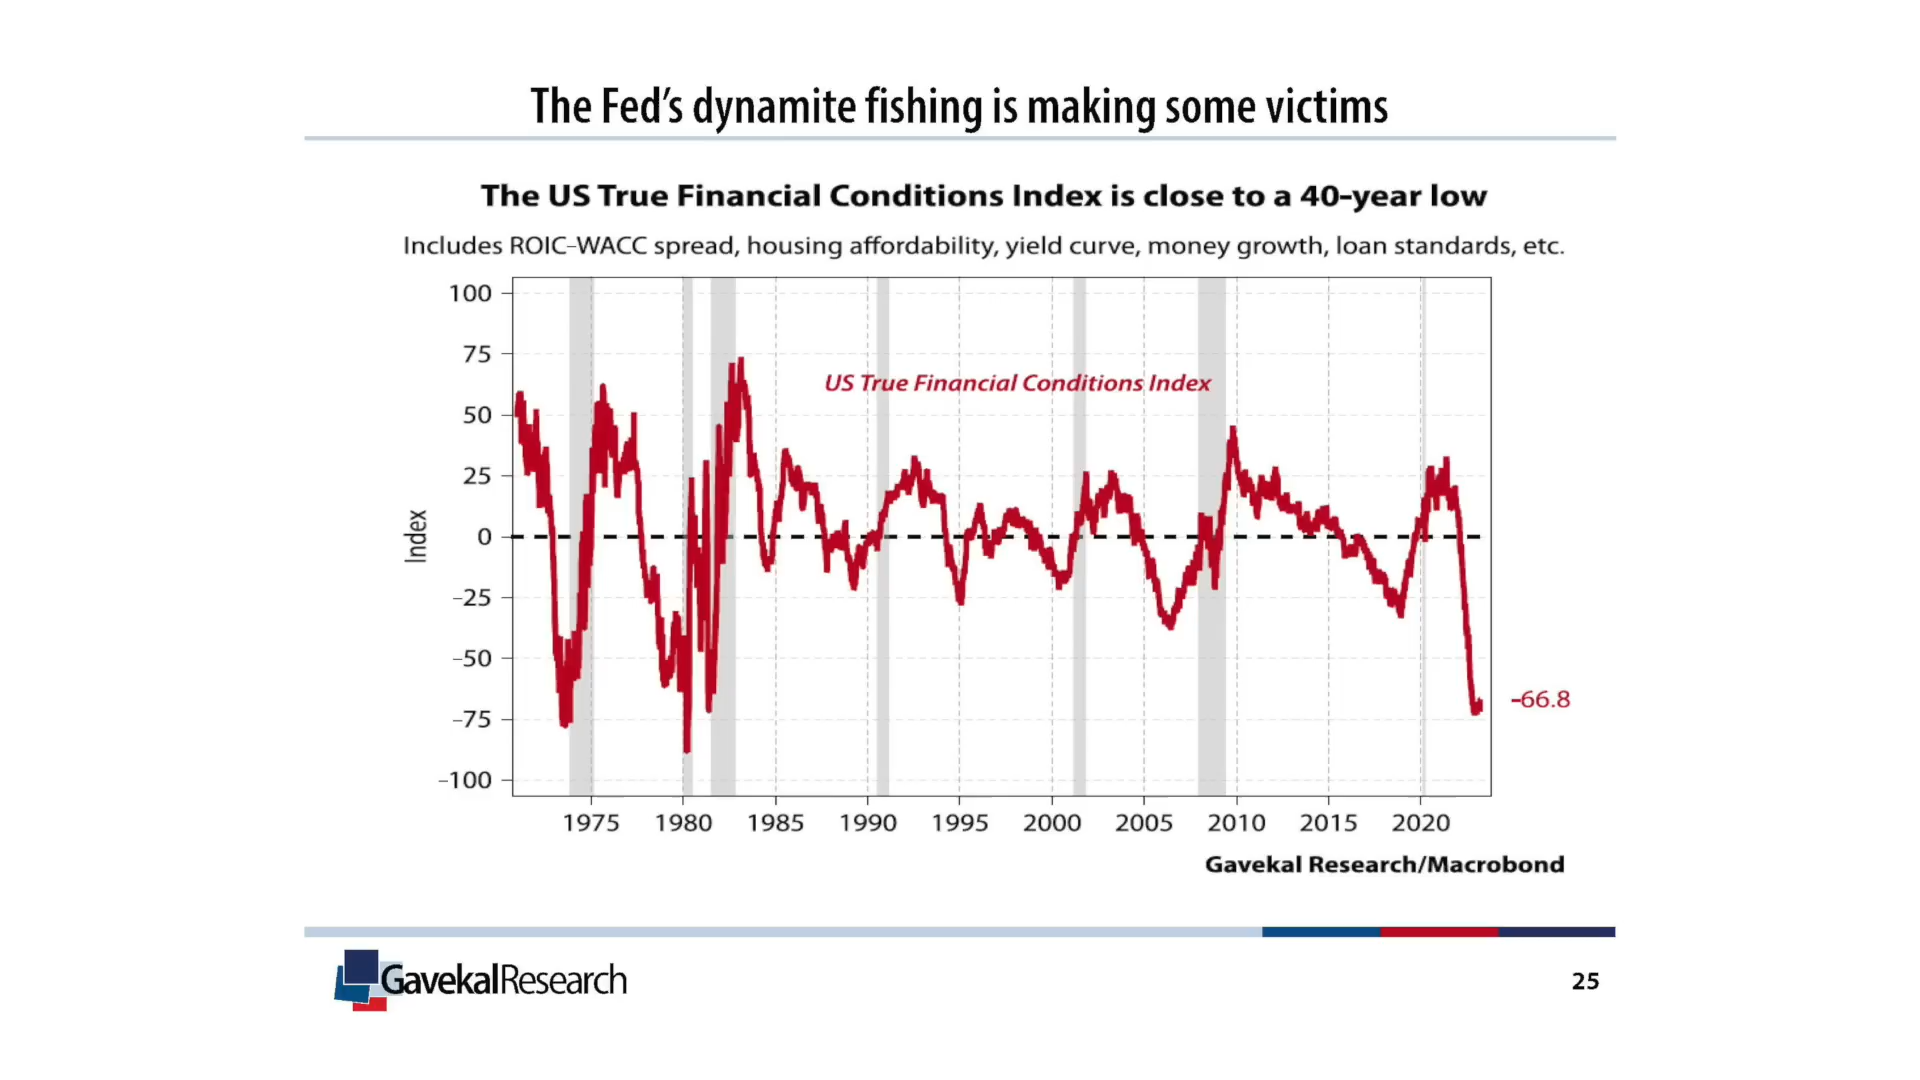 The Fed's dynamite fishing is making some victims
The US True Financial Conditions Index is close to a 40–year low
Includes ROIC–WACC spread, housing affordability, yield curve, money growth, loan standards, etc.
100
75
50
25
0
–25
–50
–75
–100
Index
US True Financial Conditions Index
–66.8
1975 1980 1985 1990 1995 2000 2005 2010 2015 2020
Gavekal Research/Macrobond
GavekalResearch
25